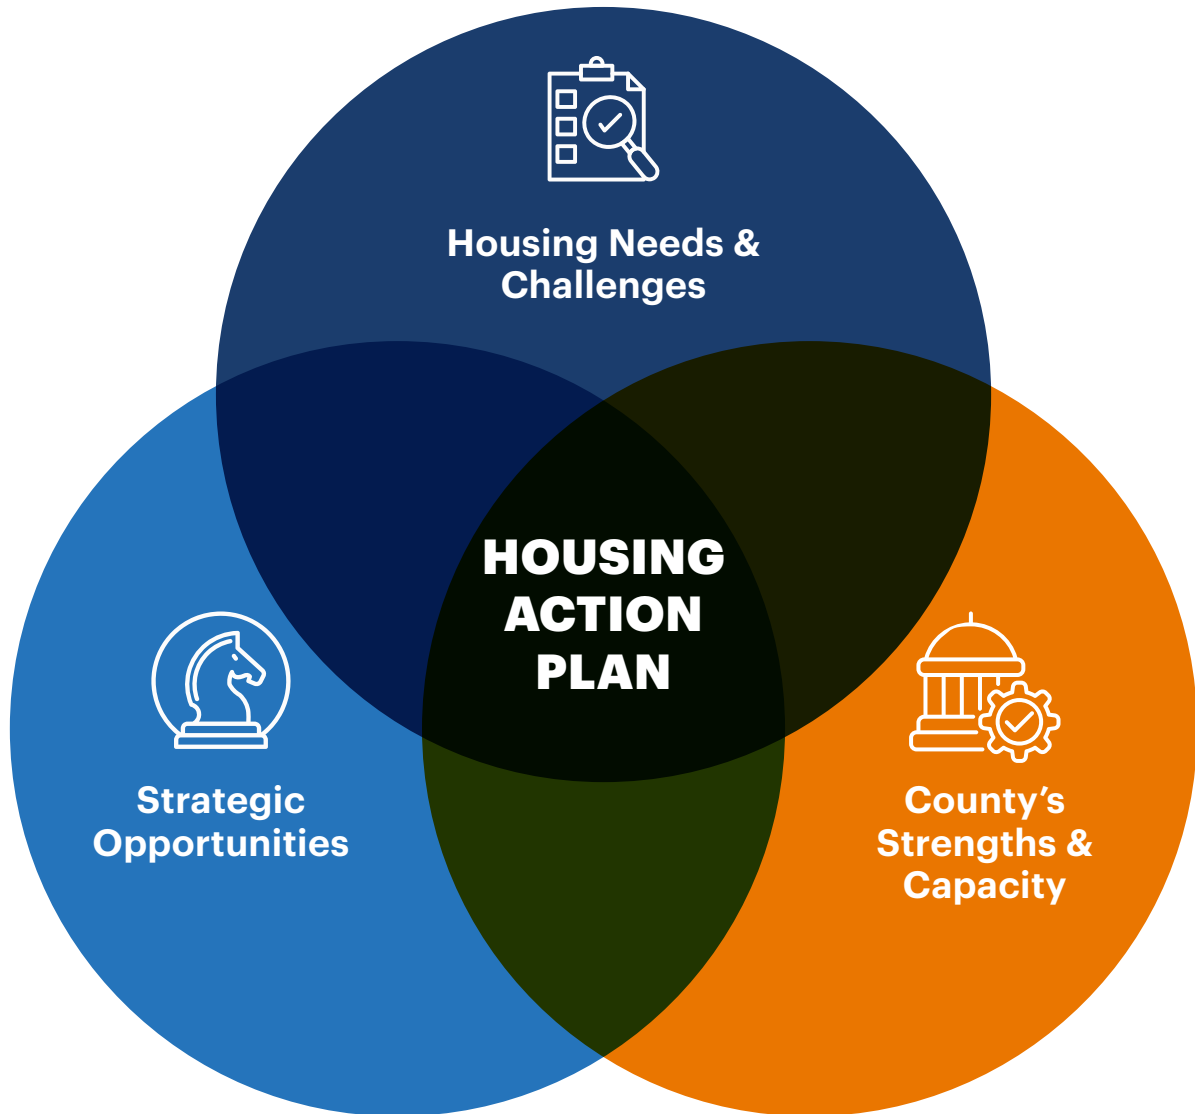 Housing Needs &
Challenges
HOUSING
ACTION
PLAN
Strategic
Opportunities
County’s
Strengths &
Capacity